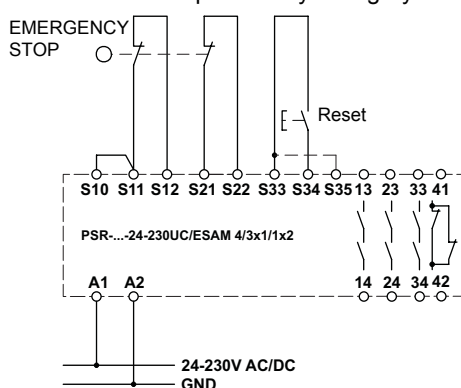 EMERGENCY
STOP
Reset
S10 S11 S12 S21 S22 S33 S34 S35 13 23 33 41
PSR-...-24-230UC/ESAM 4/3x1/1x2
A1 A2 14 24 34 42
24-230V AC/DC
GND